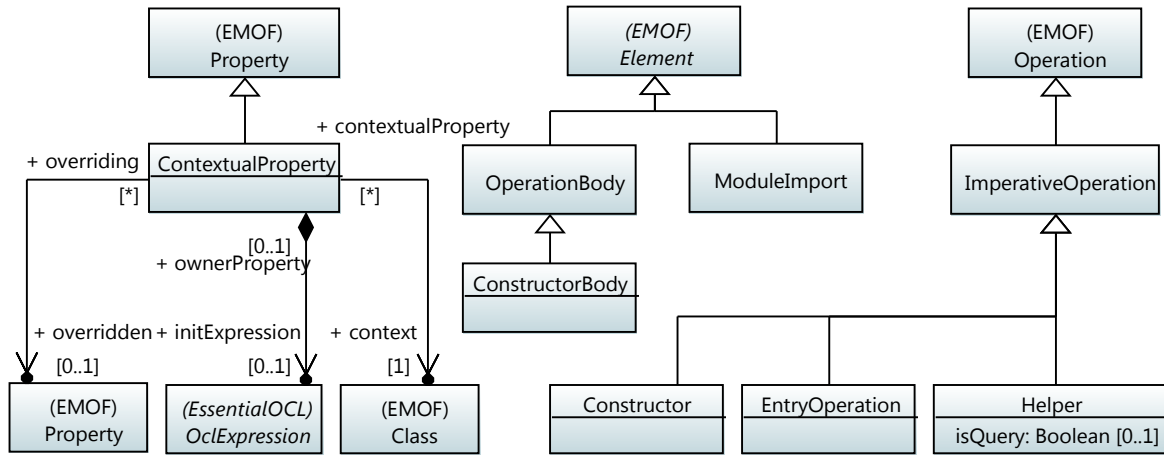 (EMOF)
Property
(EMOF)
Element
(EMOF)
Operation
+ contextualProperty
+ overriding
ContextualProperty
[*]
[*]
OperationBody
ModuleImport
ImperativeOperation
[0..1]
+ ownerProperty
ConstructorBody
+ overridden
+ initExpression
+ context
[0..1]
[0..1]
[1]
(EMOF)
Property
(EssentialOCL)
OclExpression
(EMOF)
Class
Constructor
EntryOperation
Helper
isQuery: Boolean [0..1]